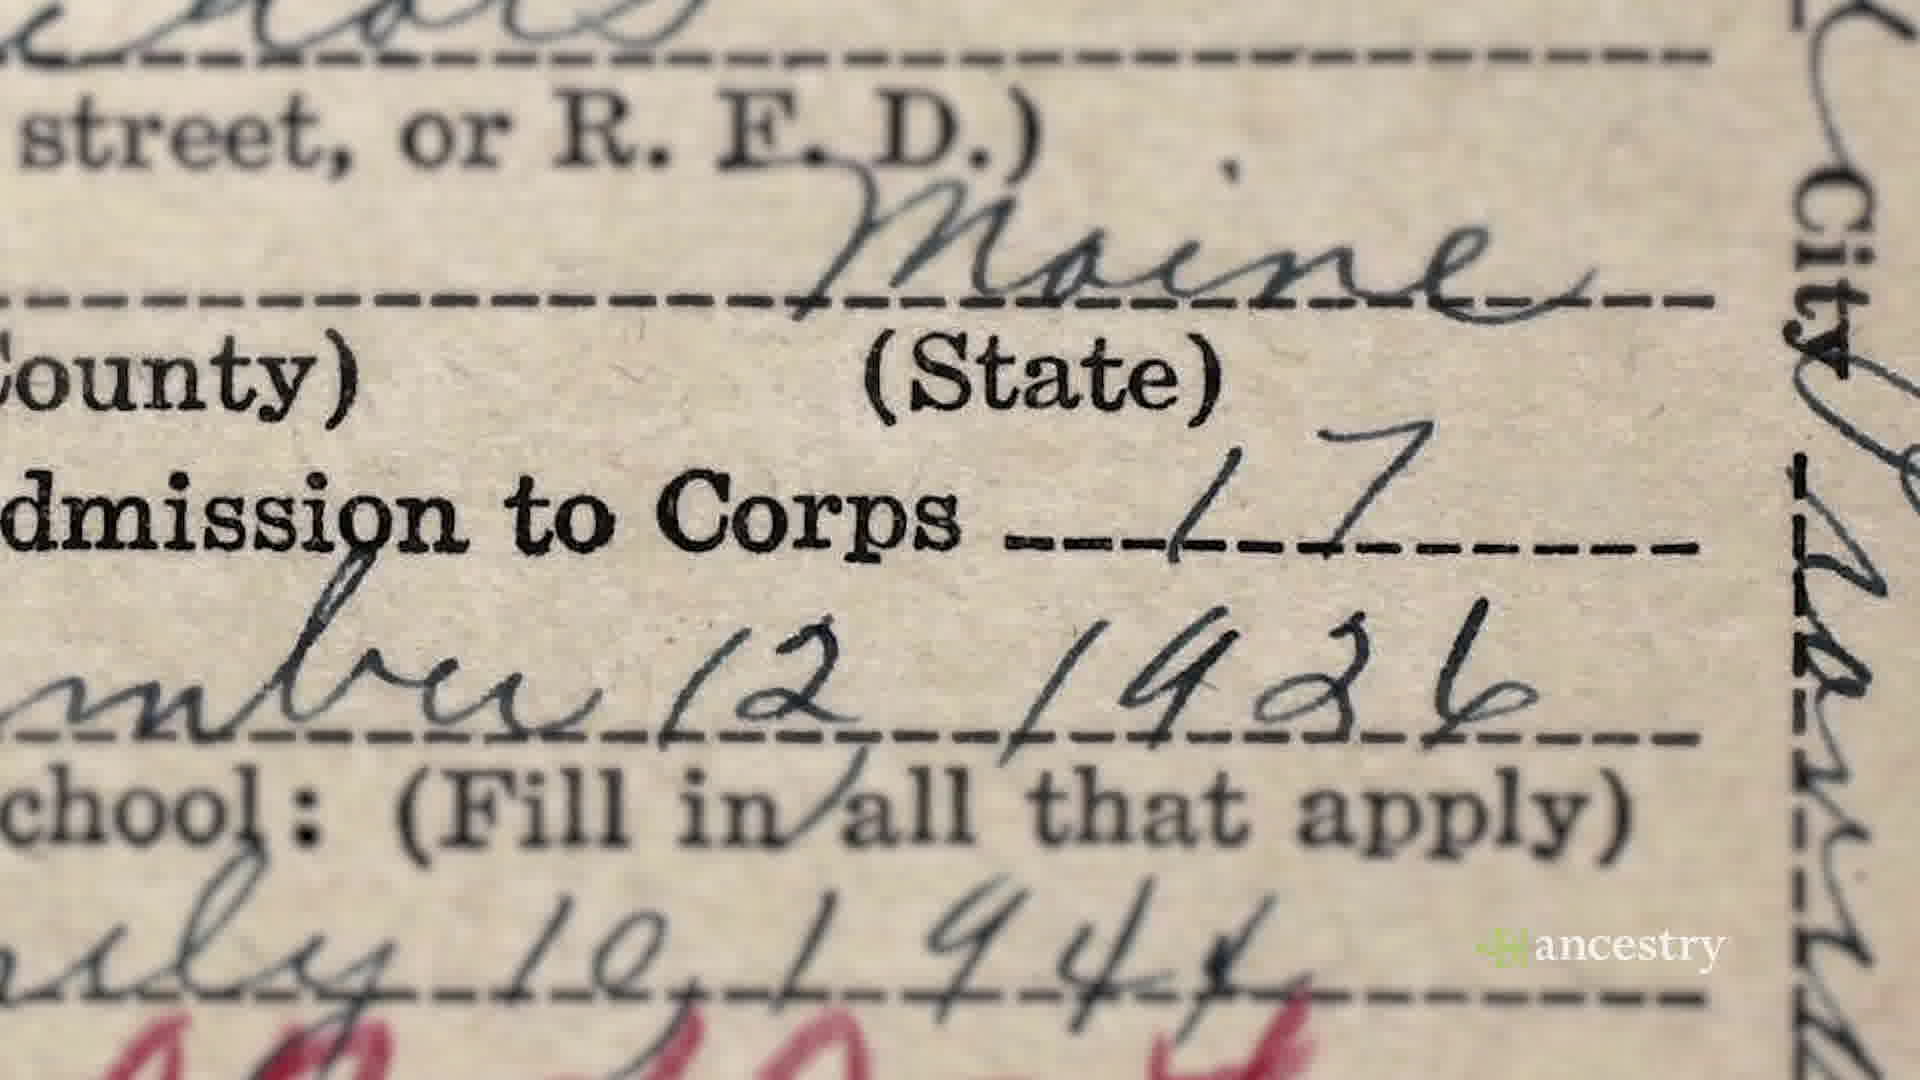 street, or R. F. D.)
Maine
County) (State)
dmission to Corps 17
mber 12 1926
chool: (Fill in all that apply)
10, 1944
City
ancestry